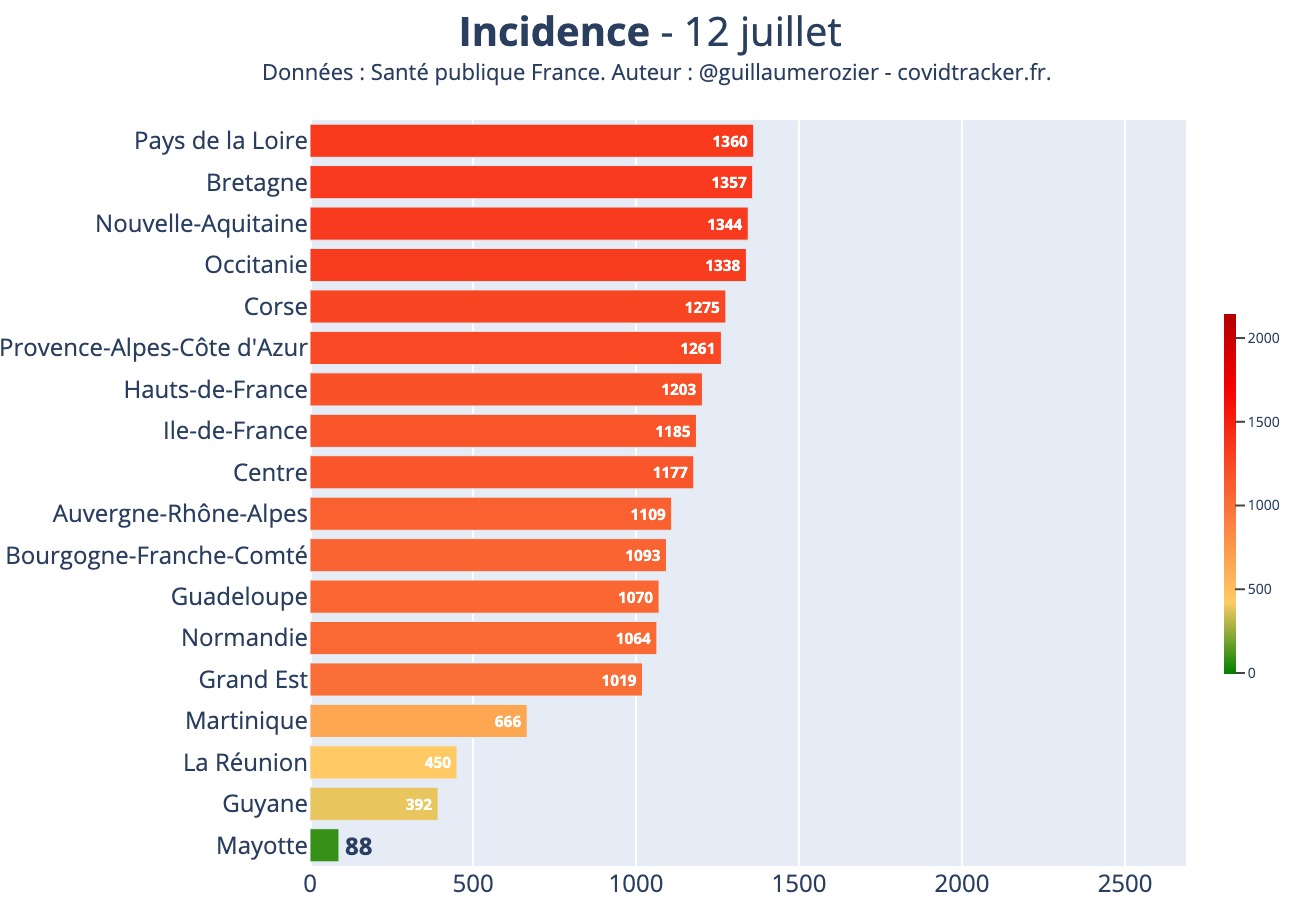 Incidence - 12 juillet
Données : Santé publique France. Auteur : @guillaumerozier - covidtracker.fr.
Pays de la Loire 1360
Bretagne 1357
Nouvelle-Aquitaine 1344
Occitanie 1338
Corse 1275
Provence-Alpes-Côte d'Azur 1261
Hauts-de-France 1203
Ile-de-France 1185
Centre 1177
Auvergne-Rhône-Alpes 1109
Bourgogne-Franche-Comté 1093
Guadeloupe 1070
Normandie 1064
Grand Est 1019
Martinique 666
La Réunion 450
Guyane 392
Mayotte 88
0 500 1000 1500 2000 2500
2000
1500
1000
500
0